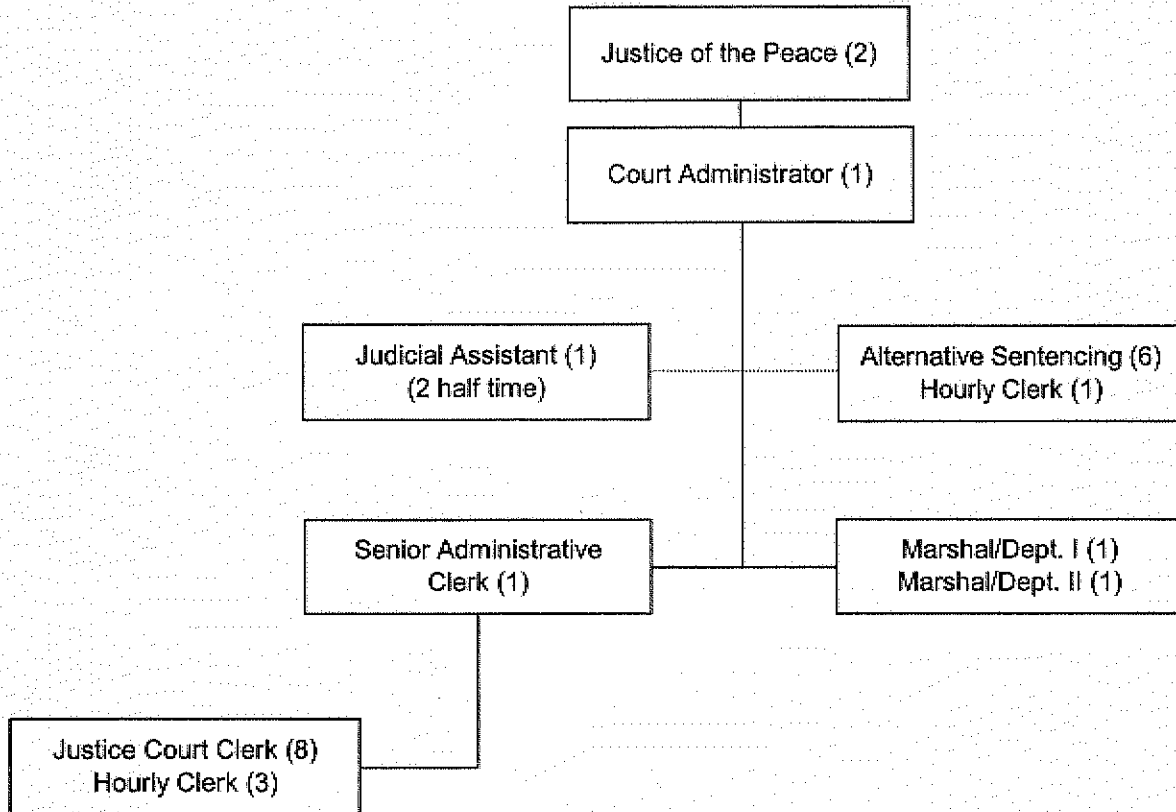 Justice of the Peace (2)
Court Administrator (1)
Judicial Assistant (1)
(2 half time)
Alternative Sentencing (6)
Hourly Clerk (1)
Senior Administrative
Clerk (1)
Marshal/Dept. I (1)
Marshal/Dept. II (1)
Justice Court Clerk (8)
Hourly Clerk (3)